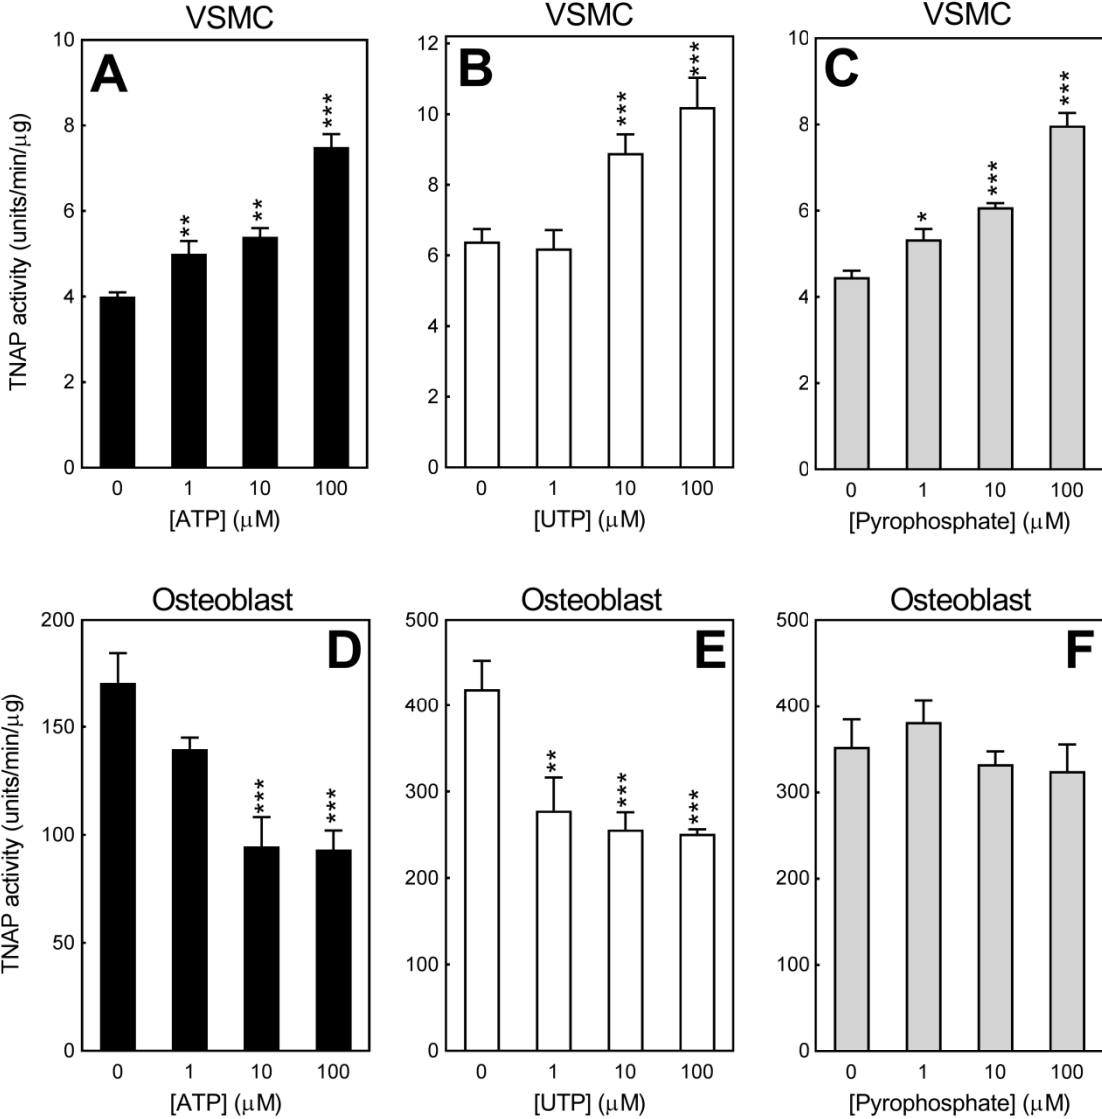 VSMC
VSMC
VSMC
A
B
C
TNAP activity (units/min/μg)
10
8
6
4
2
0
**
**
***
0 1 10 100
[ATP] (μM)
12
10
8
6
4
2
0
***
***
0 1 10 100
[UTP] (μM)
10
8
6
4
2
0
*
***
***
0 1 10 100
[Pyrophosphate] (μM)
Osteoblast
Osteoblast
Osteoblast
D
E
F
TNAP activity (units/min/μg)
200
150
100
50
0
***
***
0 1 10 100
[ATP] (μM)
500
400
300
200
100
0
**
***
***
0 1 10 100
[UTP] (μM)
500
400
300
200
100
0
0 1 10 100
[Pyrophosphate] (μM)